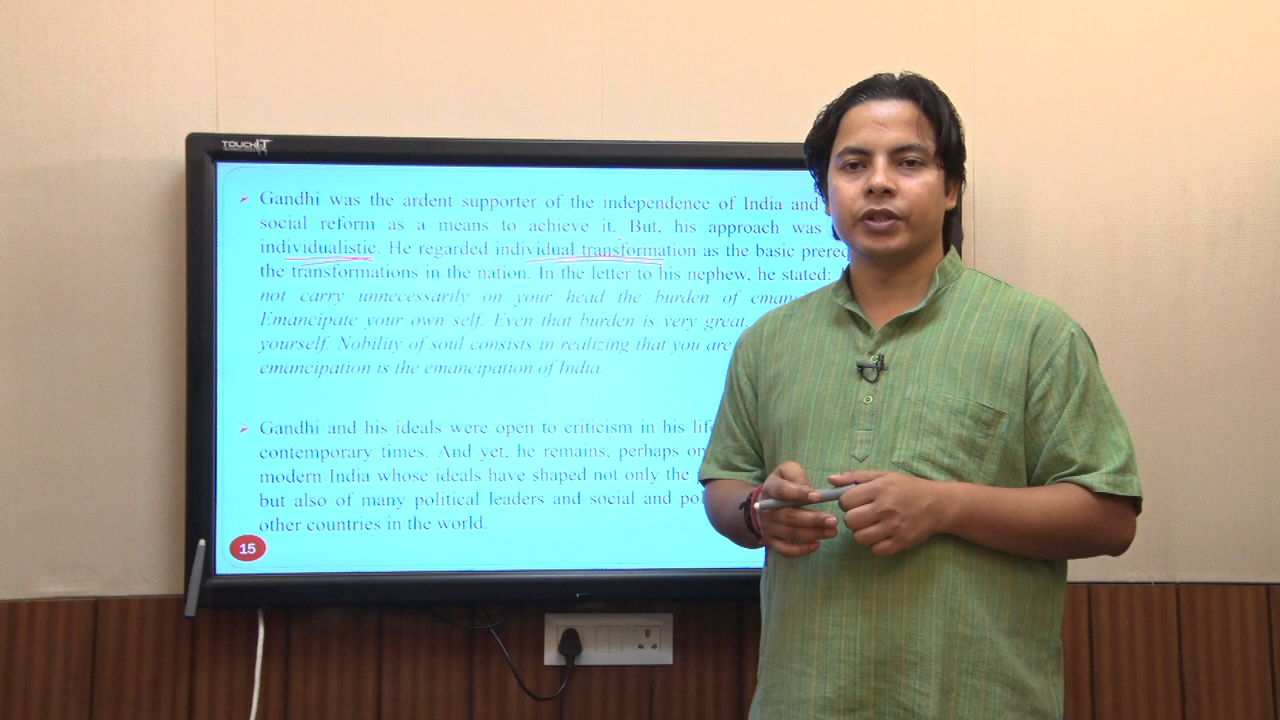 TOUCHIT
Gandhi was the ardent supporter of the independence of India and
social reform as a means to achieve it. But, his approach was
individualistic. He regarded individual transformation as the basic
the transformations in the nation. In the letter to his nephew, he stated:
not carry unnecessarily on your head the burden of
Emancipate your own self. Even that burden is very great.
yourself. Nobility of soul consists in realizing that you are
emancipation is the emancipation of India.
Gandhi and his ideals were open to criticism in his
contemporary times. And yet, he remains, perhaps
modern India whose ideals have shaped not only the
but also of many political leaders and social and
other countries in the world.
15